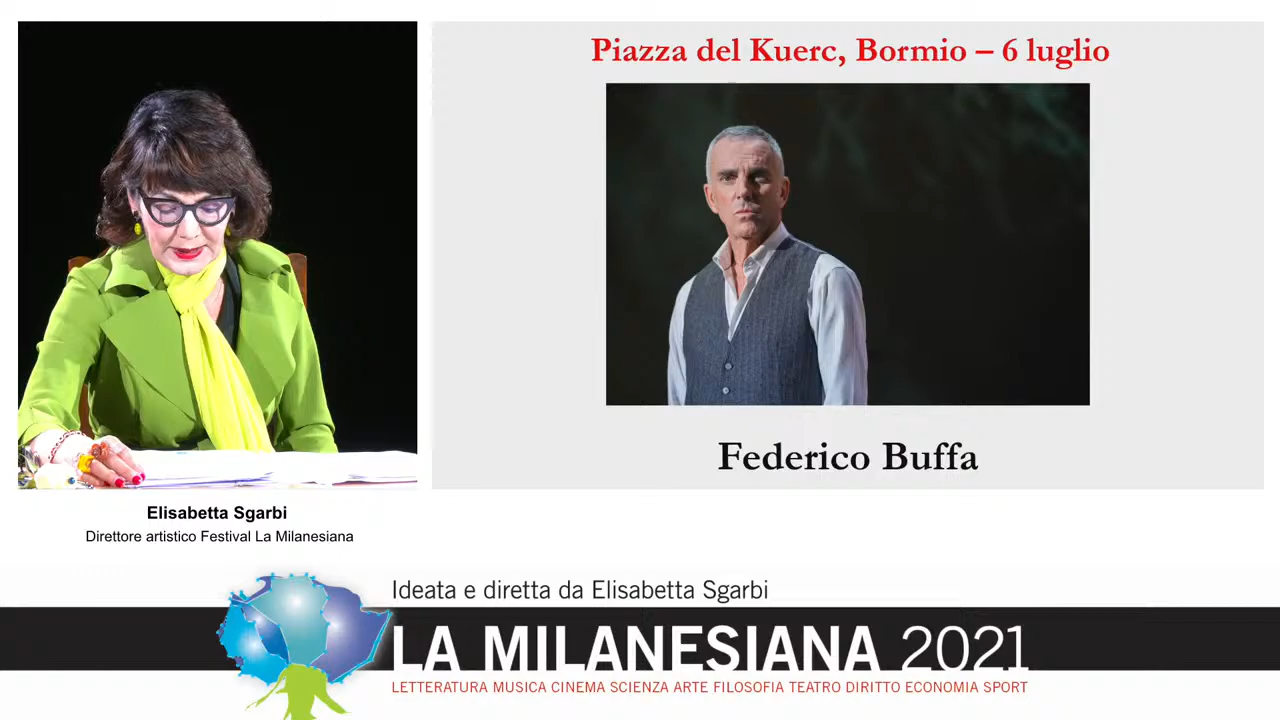 Piazza del Kuerc, Bormio – 6 luglio
Federico Buffa
Elisabetta Sgarbi
Direttore artistico Festival La Milanesiana
Ideata e diretta da Elisabetta Sgarbi
LA MILANESIANA 2021
LETTERATURA MUSICA CINEMA SCIENZA ARTE FILOSOFIA TEATRO DIRITTO ECONOMIA SPORT